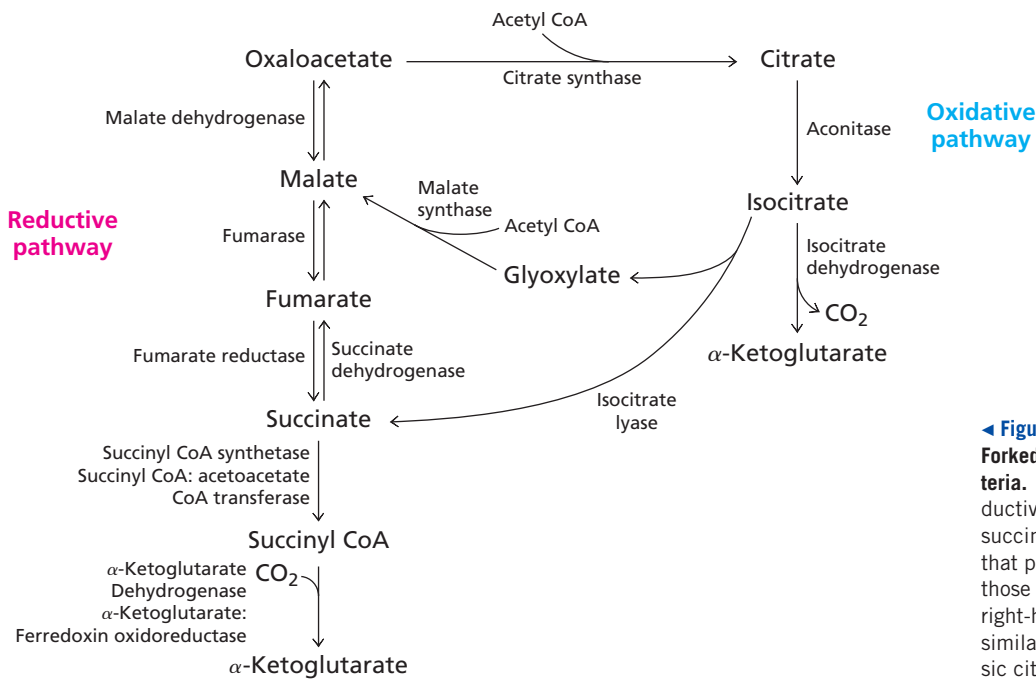 Acetyl CoA
Oxaloacetate
Citrate synthase
Citrate
Malate dehydrogenase
Aconitase
Oxidative
pathway
Malate
Malate
synthase
Acetyl CoA
Isocitrate
Reductive
pathway
Fumarase
Glyoxylate
Isocitrate
dehydrogenase
Fumarate
CO₂
Fumarate reductase
Succinate
dehydrogenase
α-Ketoglutarate
Isocitrate
lyase
Succinate
Succinyl CoA synthetase
Succinyl CoA: acetoacetate
CoA transferase
Succinyl CoA
α-Ketoglutarate
Dehydrogenase
α-Ketoglutarate:
Ferredoxin oxidoreductase
CO₂
α-Ketoglutarate
◄ Figu
Forked
teria.
ductiv
succin
that p
those
right-h
simila
sic cit